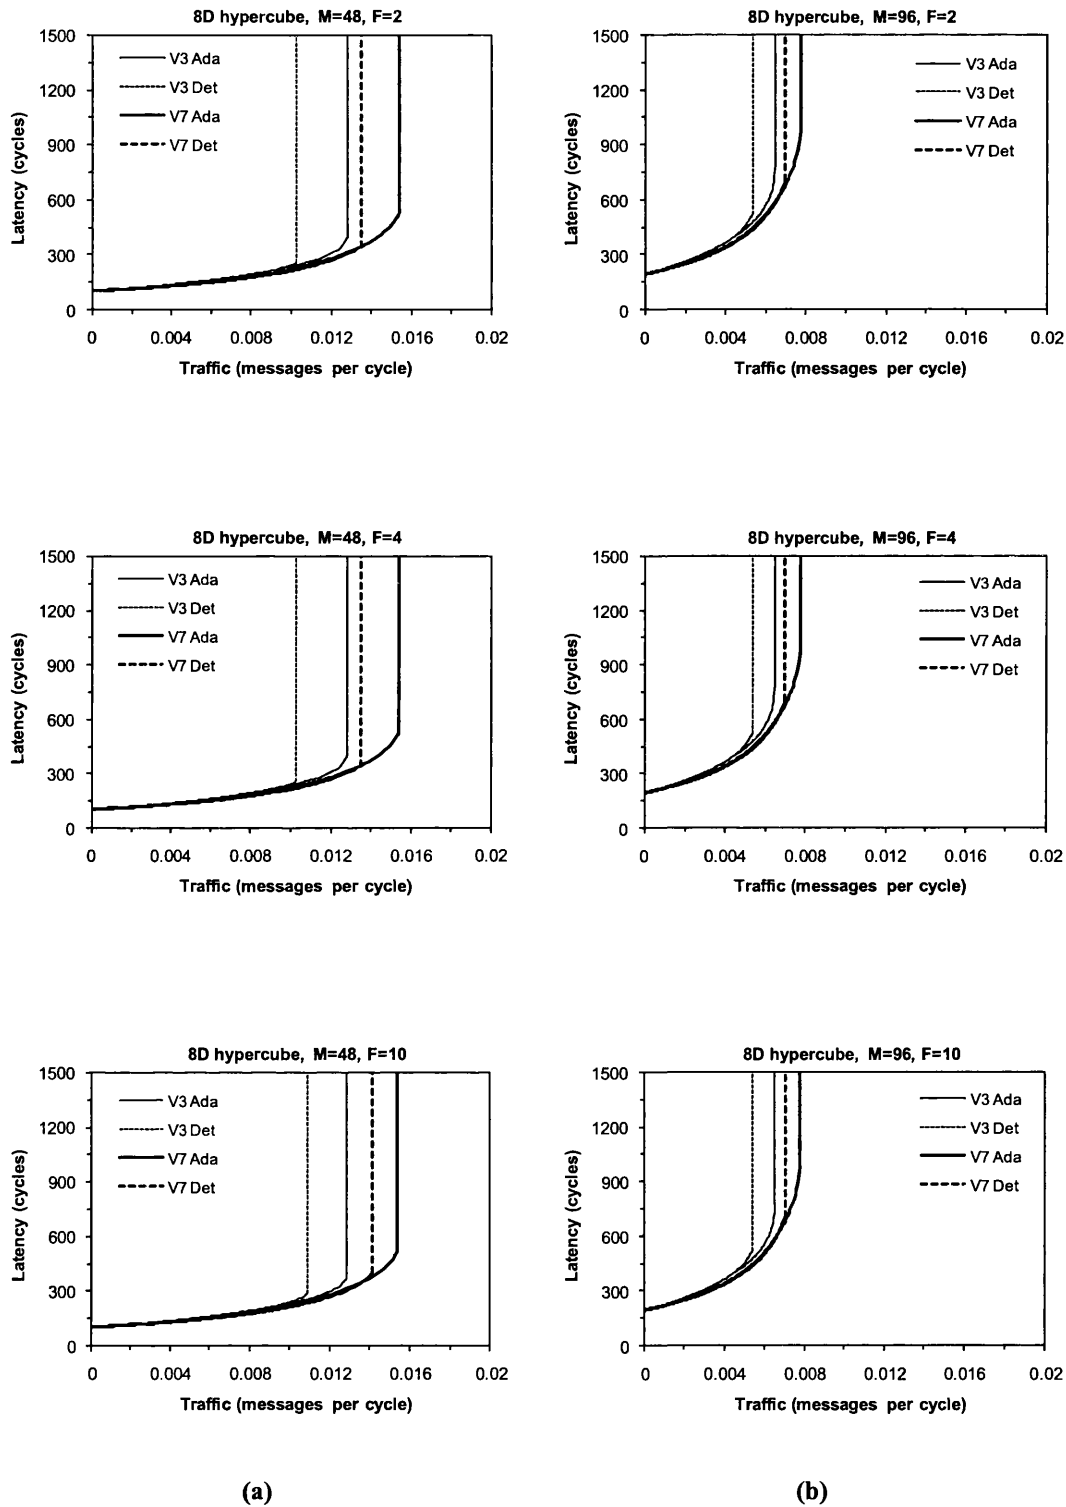 8D hypercube, M=48, F=2
1500
1200
900
600
300
0
Latency (cycles)
V3 Ada
V3 Det
V7 Ada
V7 Det
0 0.004 0.008 0.012 0.016 0.02
Traffic (messages per cycle)
8D hypercube, M=96, F=2
1500
1200
900
600
300
0
Latency (cycles)
V3 Ada
V3 Det
V7 Ada
V7 Det
0 0.004 0.008 0.012 0.016 0.02
Traffic (messages per cycle)
8D hypercube, M=48, F=4
1500
1200
900
600
300
0
Latency (cycles)
V3 Ada
V3 Det
V7 Ada
V7 Det
0 0.004 0.008 0.012 0.016 0.02
Traffic (messages per cycle)
8D hypercube, M=96, F=4
1500
1200
900
600
300
0
Latency (cycles)
V3 Ada
V3 Det
V7 Ada
V7 Det
0 0.004 0.008 0.012 0.016 0.02
Traffic (messages per cycle)
8D hypercube, M=48, F=10
1500
1200
900
600
300
0
Latency (cycles)
V3 Ada
V3 Det
V7 Ada
V7 Det
0 0.004 0.008 0.012 0.016 0.02
Traffic (messages per cycle)
8D hypercube, M=96, F=10
1500
1200
900
600
300
0
Latency (cycles)
V3 Ada
V3 Det
V7 Ada
V7 Det
0 0.004 0.008 0.012 0.016 0.02
Traffic (messages per cycle)
(a)
(b)